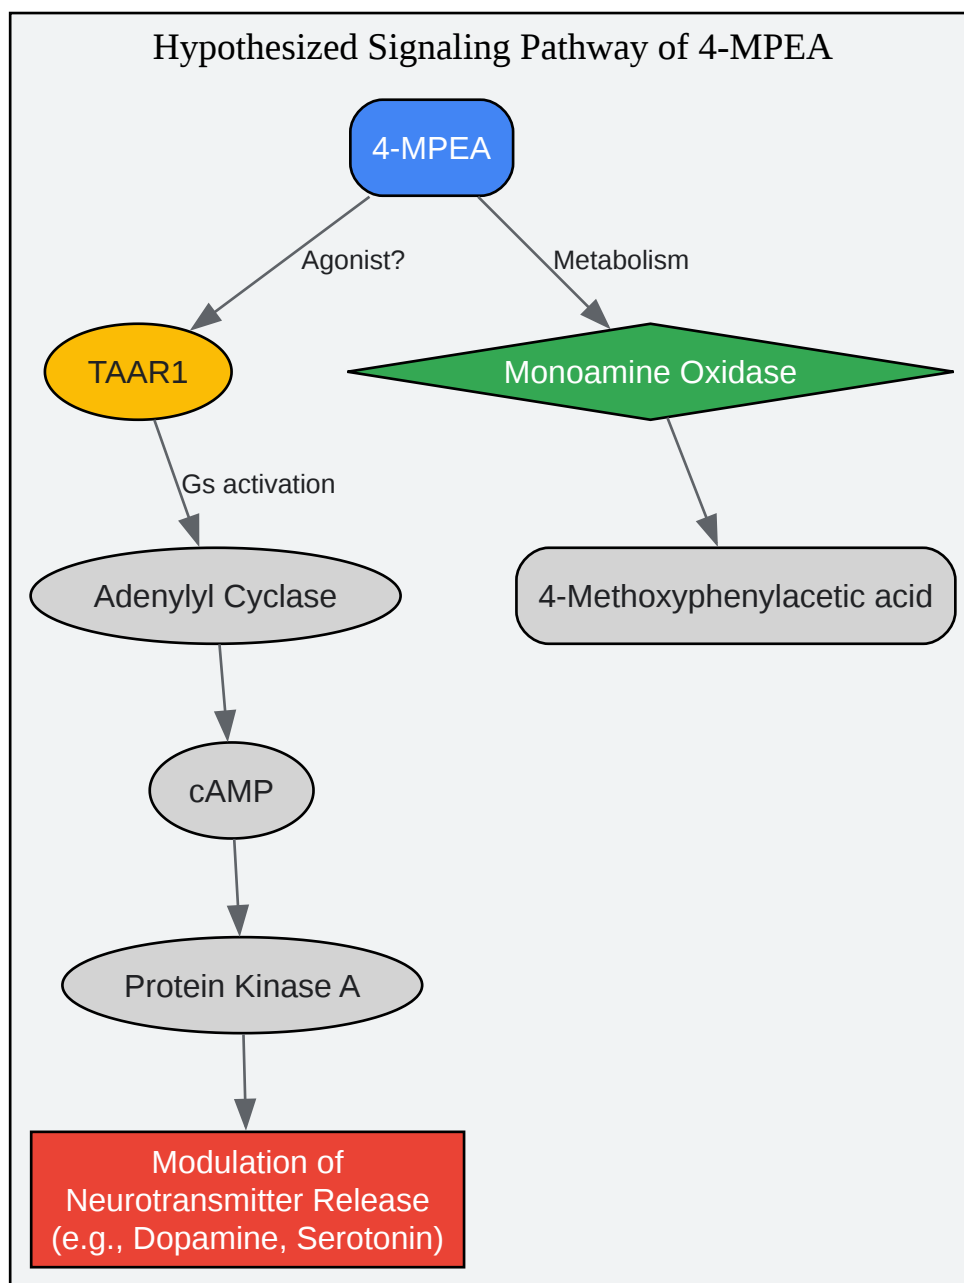 Hypothesized Signaling Pathway of 4-MPEA
4-MPEA
Agonist?
Metabolism
TAAR1
Monoamine Oxidase
Gs activation
Adenylyl Cyclase
4-Methoxyphenylacetic acid
cAMP
Protein Kinase A
Modulation of
Neurotransmitter Release
(e.g., Dopamine, Serotonin)